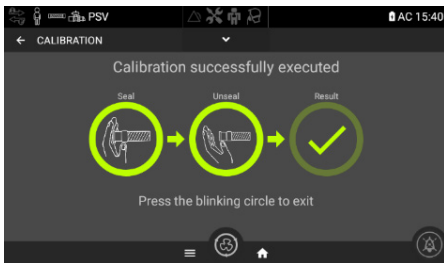 PSV
AC 15:40
CALIBRATION
Calibration successfully executed
Seal
Unseal
Result
Press the blinking circle to exit